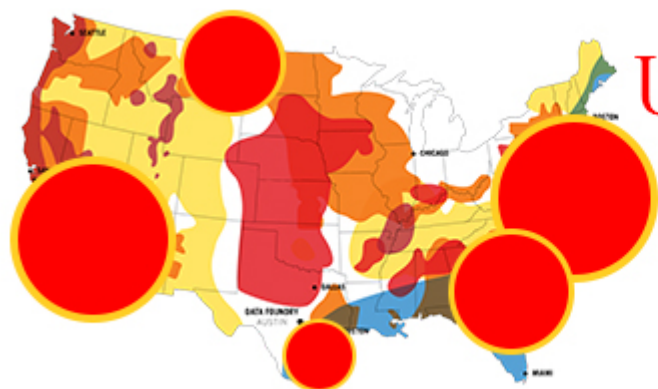 SEATTLE
U
BOSTON
CHICAGO
DALLAS
DATA FOUNDRY
AUSTIN
MIAMI